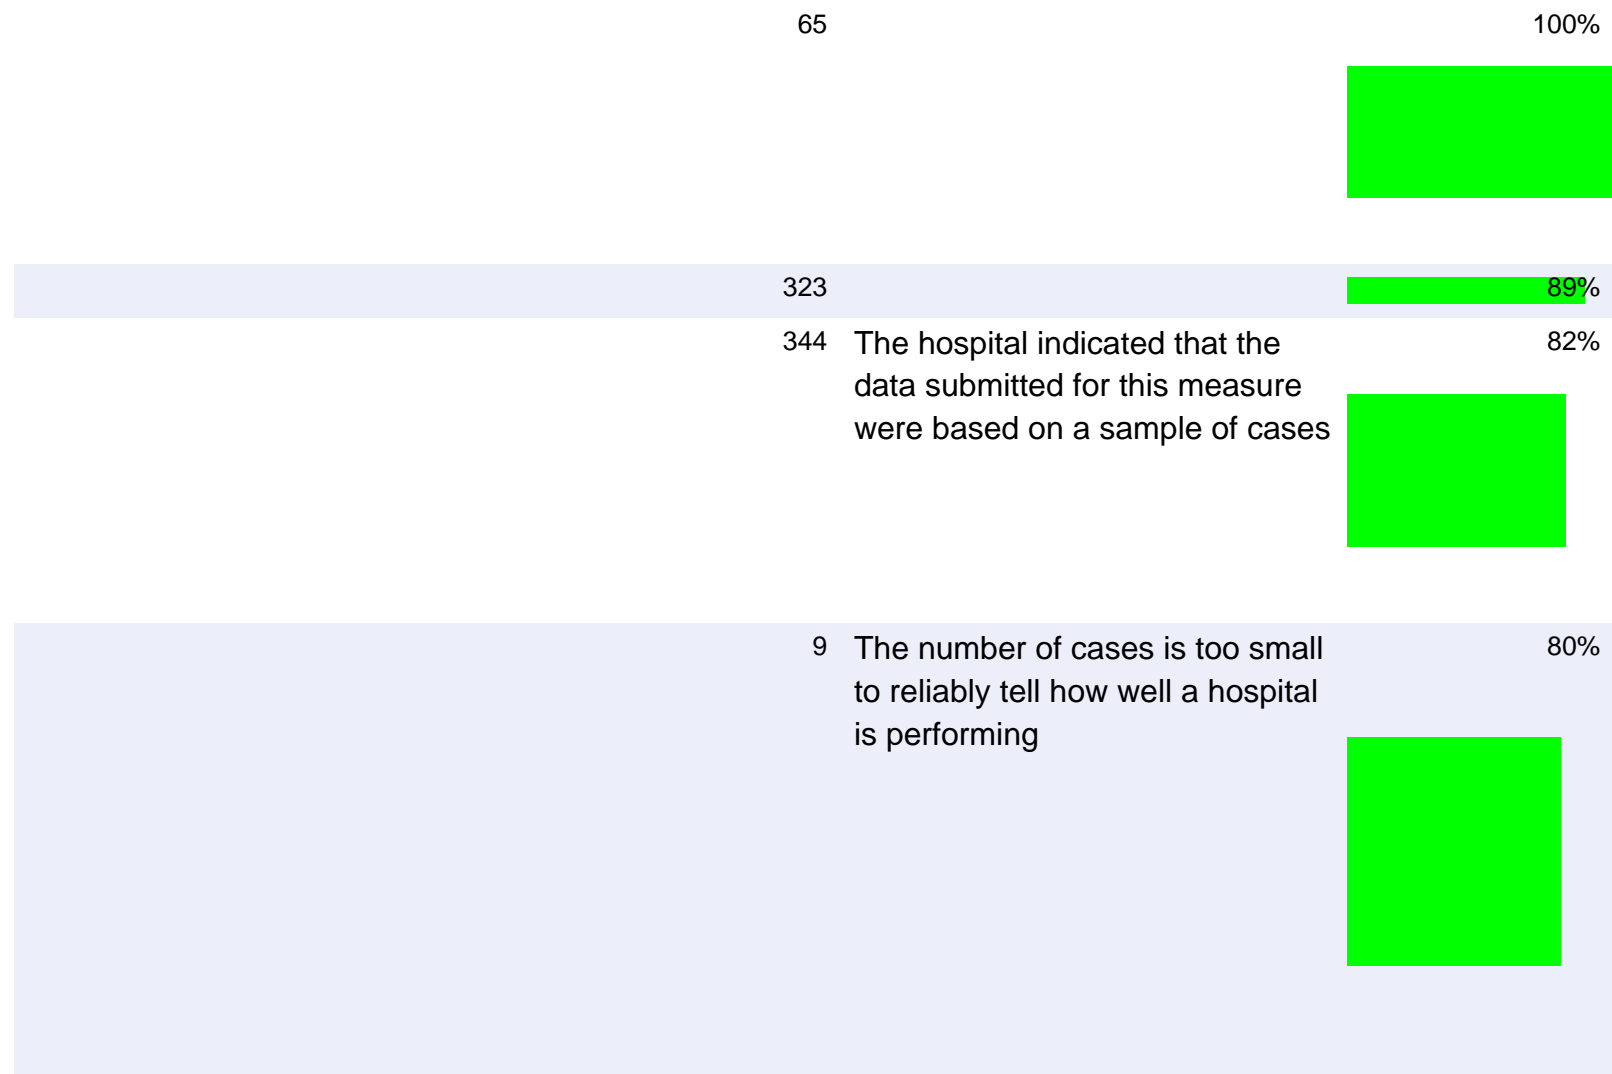 65 100%
323 89%
344 The hospital indicated that the 82%
data submitted for this measure
were based on a sample of cases
9 The number of cases is too small 80%
to reliably tell how well a hospital
is performing